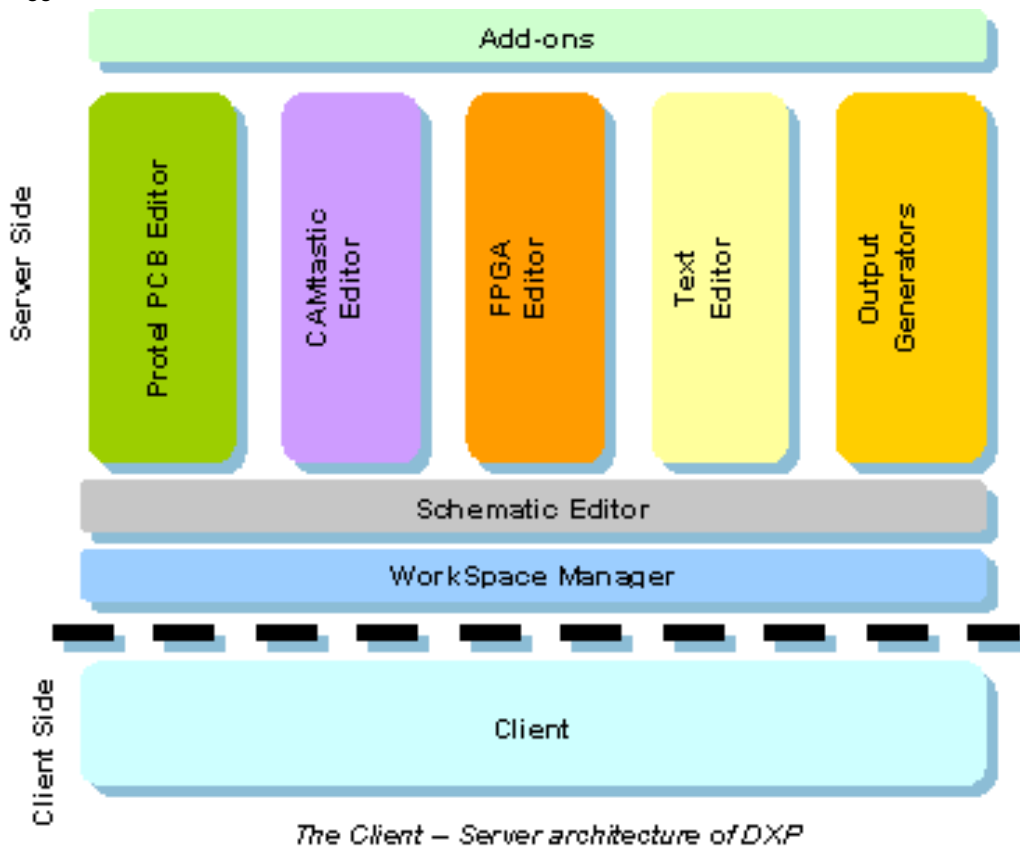 Add-ons
Server Side
Protel PCB Editor
CAMtastic
Editor
FPGA
Editor
Text
Editor
Output
Generators
Schematic Editor
WorkSpace Manager
Client Side
Client
The Client – Server architecture of DXP